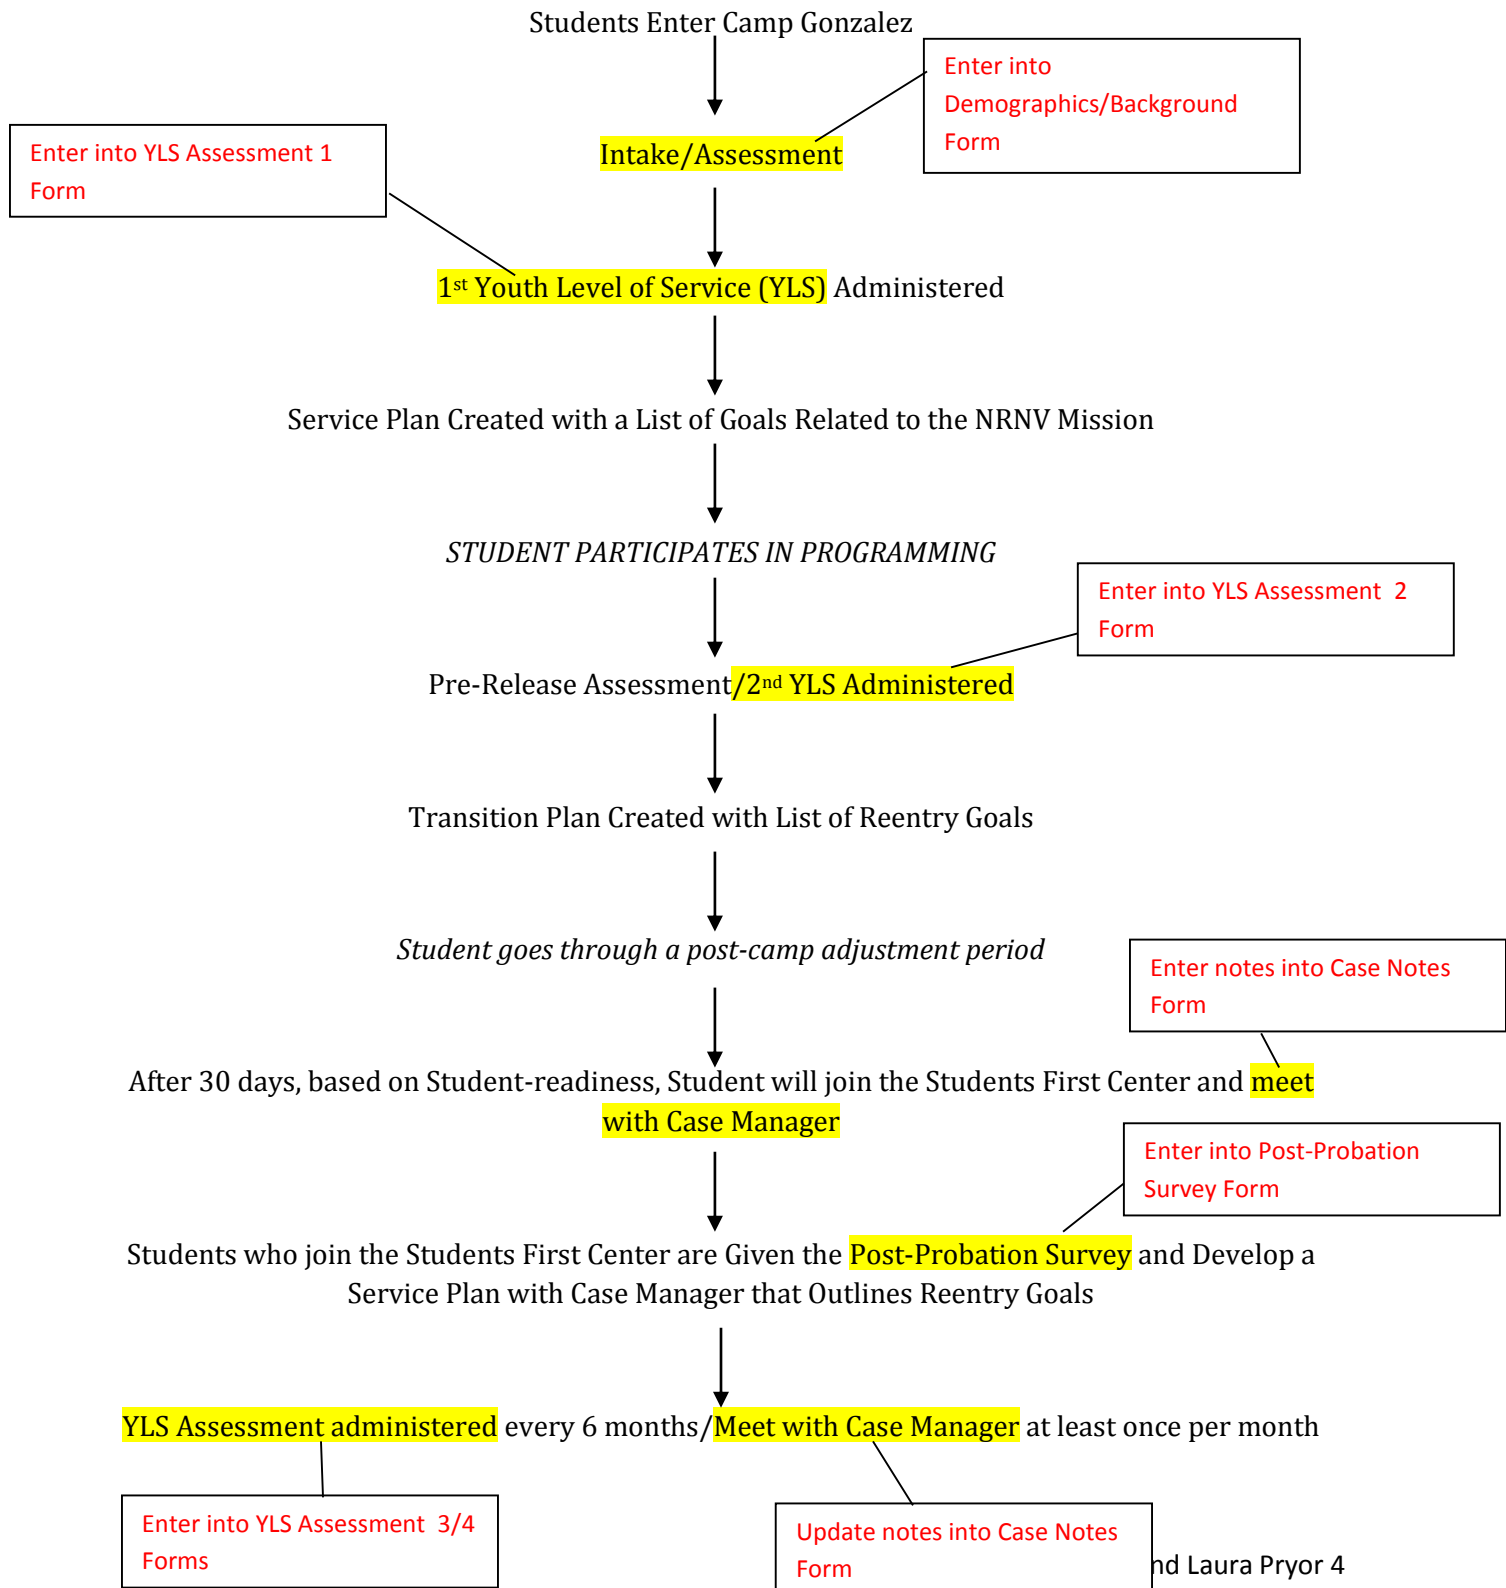 Students Enter Camp Gonzalez
Enter into
Demographics/Background
Form
Intake/Assessment
Enter into YLS Assessment 1
Form
1st Youth Level of Service (YLS) Administered
Service Plan Created with a List of Goals Related to the NRNV Mission
STUDENT PARTICIPATES IN PROGRAMMING
Enter into YLS Assessment 2
Form
Pre-Release Assessment/2nd YLS Administered
Transition Plan Created with List of Reentry Goals
Student goes through a post-camp adjustment period
Enter notes into Case Notes
Form
After 30 days, based on Student-readiness, Student will join the Students First Center and meet
with Case Manager
Enter into Post-Probation
Survey Form
Students who join the Students First Center are Given the Post-Probation Survey and Develop a
Service Plan with Case Manager that Outlines Reentry Goals
YLS Assessment administered every 6 months/Meet with Case Manager at least once per month
Enter into YLS Assessment 3/4
Forms
Update notes into Case Notes
Form
Laura Pryor 4